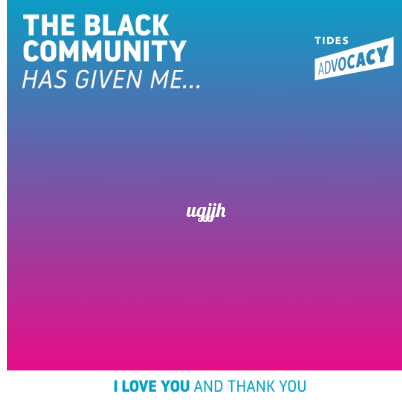 THE BLACK
COMMUNITY
HAS GIVEN ME...
TIDES
ADVOCACY
ugjjh
I LOVE YOU AND THANK YOU